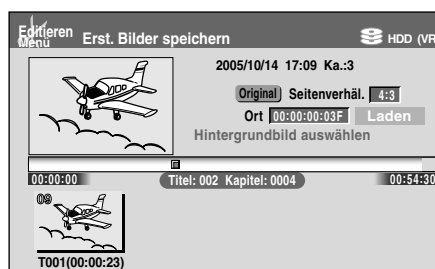 Editieren
Menü
Erst. Bilder speichern
HDD (VR
2005/10/14 17:09 Ka.:3
Original Seitenverhäl. 4:3
Ort 00:00:00:03F Laden
Hintergrundbild auswählen
00:00:00 Titel: 002 Kapitel: 0004 00:54:30
09
T001(00:00:23)